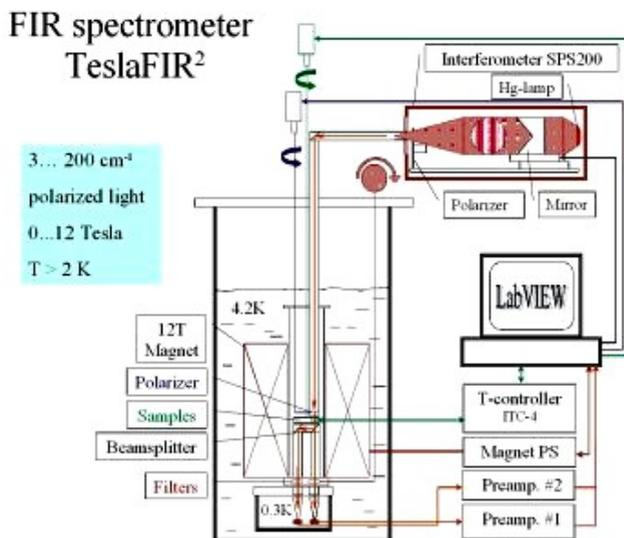 FIR spectrometer
TeslaFIR²
Interferometer SPS200
Hg-lamp
3... 200 cm⁻¹
polarized light
0...12 Tesla
T > 2 K
Polarizer
Mirror
LabVIEW
4.2K
12T
Magnet
Polarizer
Samples
Beamsplitter
Filters
0.3K
T-controller
ITC-4
Magnet PS
Preamp. #2
Preamp. #1